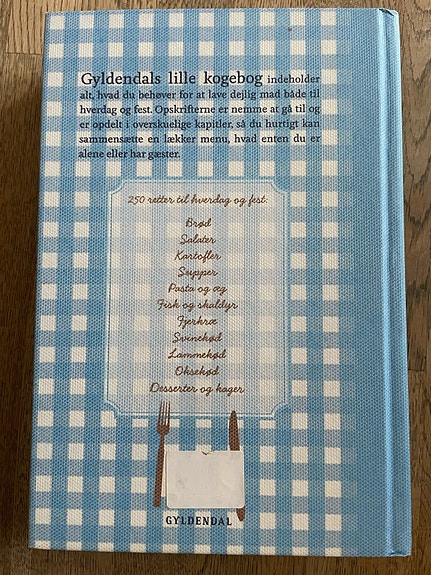 Gyldendals lille kogebog indeholder
alt, hvad du behøver for at lave dejlig mad både til
hverdag og fest. Opskrifterne er nemme at gå til og
er opdelt i overskuelige kapitler, så du hurtigt kan
sammensætte en lækker menu, hvad enten du er
alene eller har gæster.
250 retter til hverdag og fest:
Brød
Salater
Kartofler
Supper
Pasta og æg
Fisk og skaldyr
Fjerkræ
Svinekød
Lammekød
Oksekød
Desserter og kager
GYLDENDAL